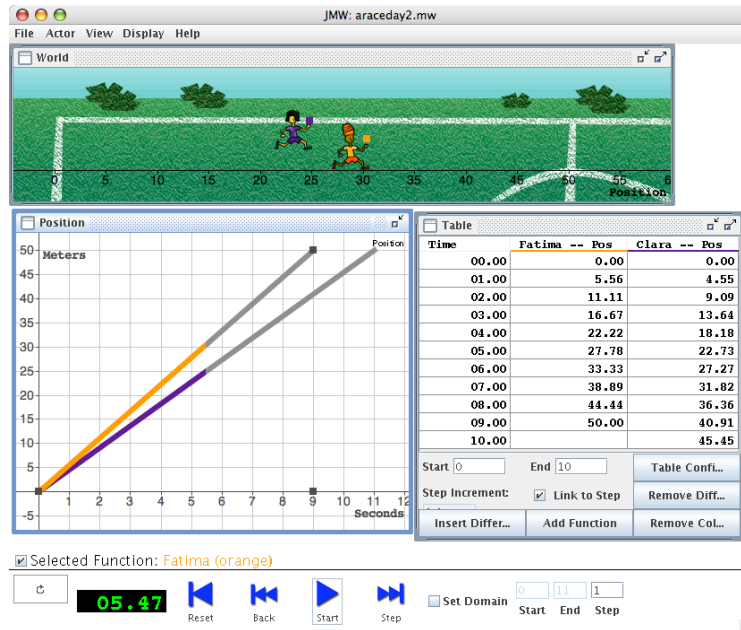 JMW: araceday2.mw
File Actor View Display Help
World
0 5 10 15 20 25 30 35 40 45 50 55 6
Position
Position
Position
50 Meters
45
40
35
30
25
20
15
10
5
-5
1 2 3 4 5 6 7 8 9 10 11 12
Seconds
Table
Time Fatima -- Pos Clara -- Pos
00.00 0.00 0.00
01.00 5.56 4.55
02.00 11.11 9.09
03.00 16.67 13.64
04.00 22.22 18.18
05.00 27.78 22.73
06.00 33.33 27.27
07.00 38.89 31.82
08.00 44.44 36.36
09.00 50.00 40.91
10.00 45.45
Start 0 End 10 Table Confi...
Step Increment: Link to Step Remove Diff...
Insert Differ... Add Function Remove Col...
Selected Function: Fatima (orange)
05.47 Reset Back Start Step Set Domain 0 11 1
Start End Step